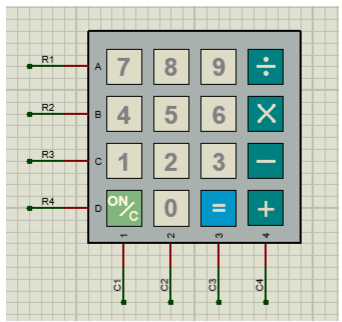 R1 A 7 8 9 ÷
R2 B 4 5 6 ×
R3 C 1 2 3 −
R4 D ON/C 0 = +
1 2 3 4
C1 C2 C3 C4